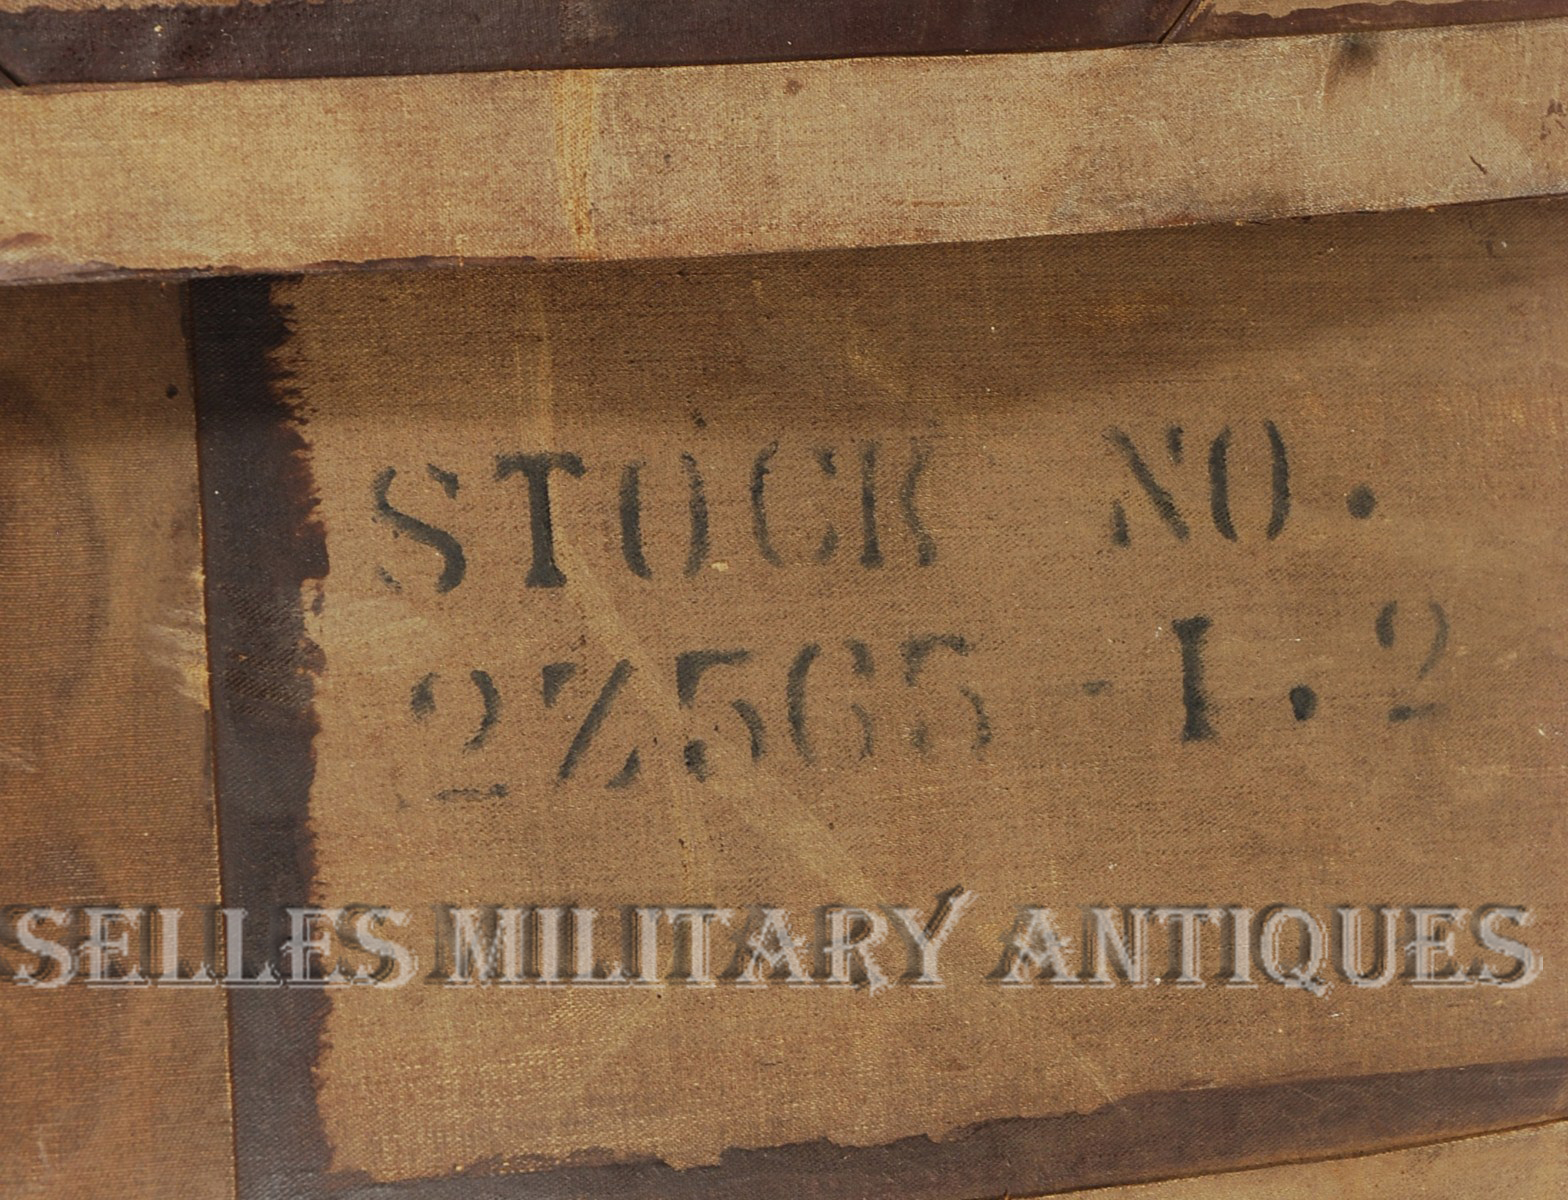 STOCK NO.
2Z565-I.2
SELLES MILITARY ANTIQUES